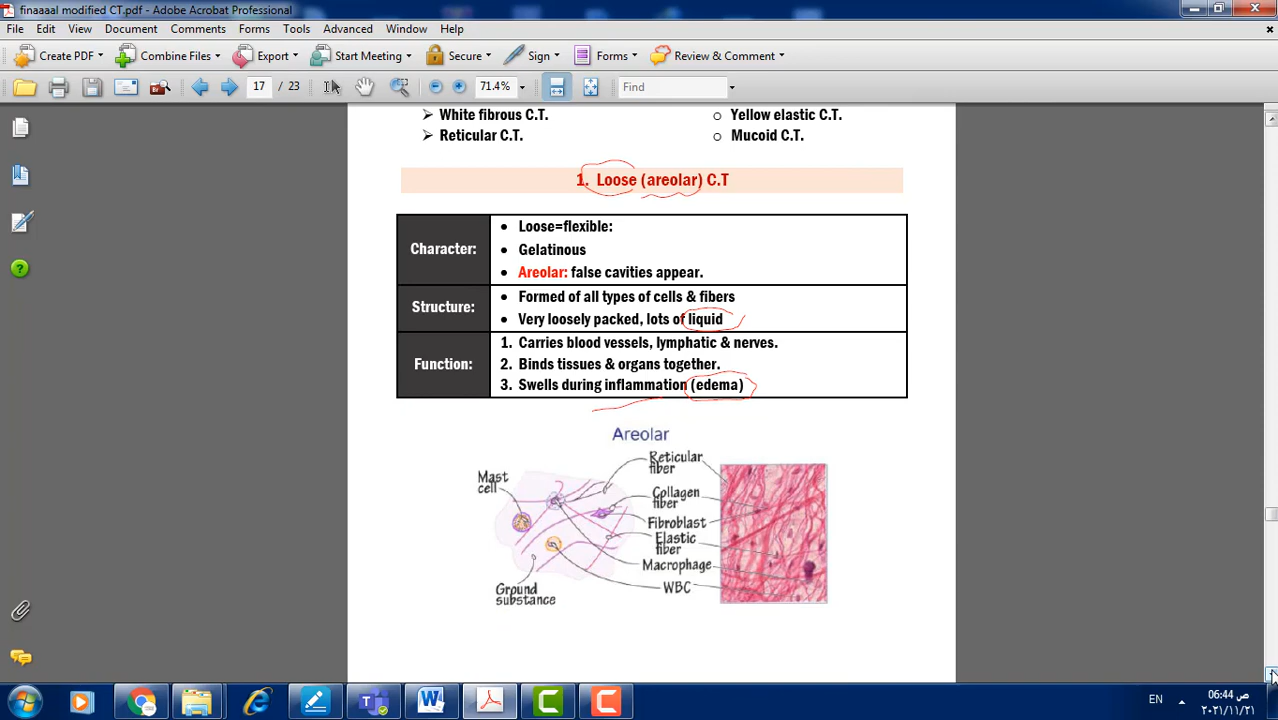 finaaaal modified CT.pdf - Adobe Acrobat Professional
File Edit View Document Comments Forms Tools Advanced Window Help
Create PDF Combine Files Export Start Meeting Secure Sign Forms Review & Comment
17 / 23 71.4% Find
➢ White fibrous C.T. o Yellow elastic C.T.
➢ Reticular C.T. o Mucoid C.T.
1. Loose (areolar) C.T
Character:
• Loose=flexible:
• Gelatinous
• Areolar: false cavities appear.
Structure:
• Formed of all types of cells & fibers
• Very loosely packed, lots of liquid
Function:
1. Carries blood vessels, lymphatic & nerves.
2. Binds tissues & organs together.
3. Swells during inflammation (edema)
Areolar
Mast
cell
Reticular
fiber
Collagen
fiber
Fibroblast
Elastic
fiber
Macrophage
WBC
Ground
substance
EN
06:44 ص
٢٠٢١/١١/٢١